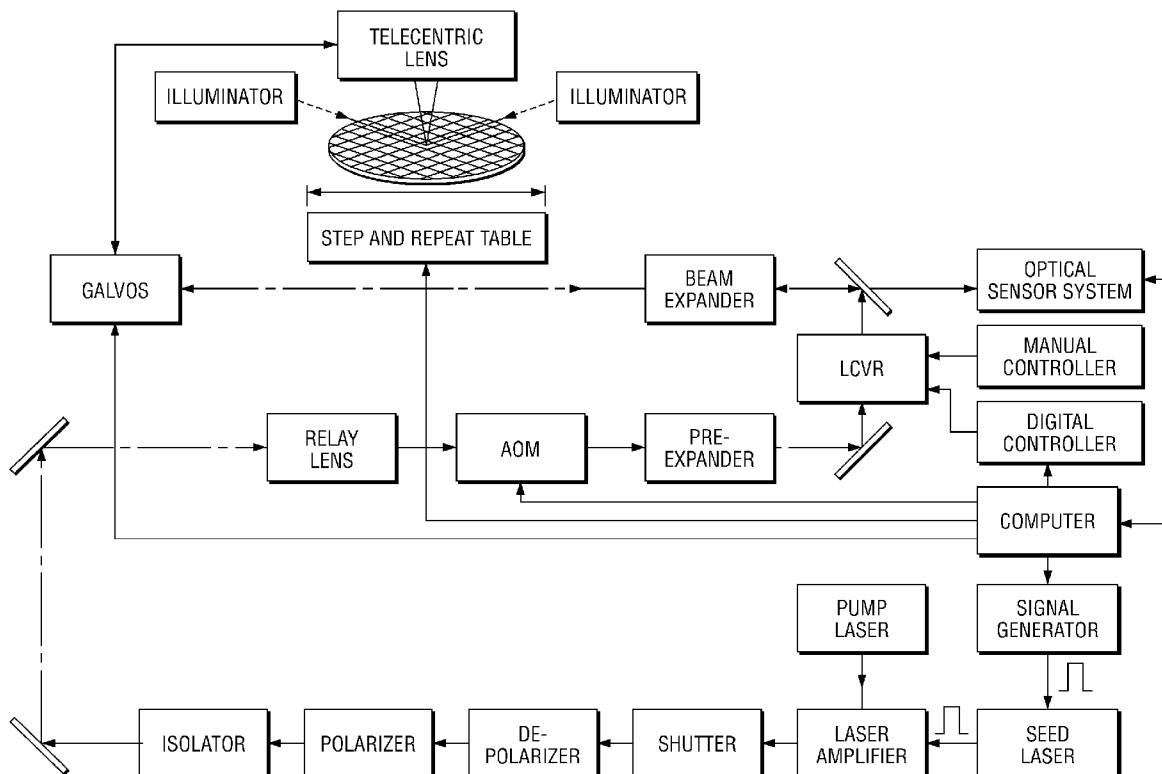 TELECENTRIC
LENS
ILLUMINATOR
ILLUMINATOR
STEP AND REPEAT TABLE
GALVOS
BEAM
EXPANDER
OPTICAL
SENSOR SYSTEM
MANUAL
CONTROLLER
LCVR
DIGITAL
CONTROLLER
RELAY
LENS
AOM
PRE-
EXPANDER
COMPUTER
PUMP
LASER
SIGNAL
GENERATOR
ISOLATOR
POLARIZER
DE-
POLARIZER
SHUTTER
LASER
AMPLIFIER
SEED
LASER